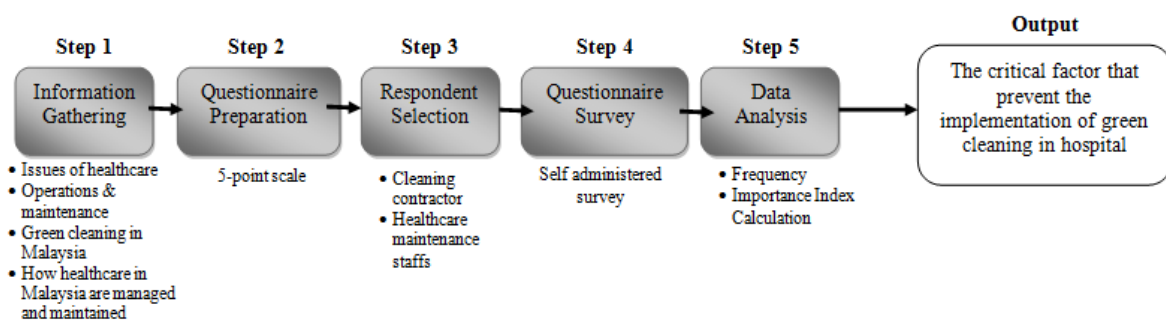 Step 1
Information
Gathering
• Issues of healthcare
• Operations &
maintenance
• Green cleaning in
Malaysia
• How healthcare in
Malaysia are managed
and maintained
Step 2
Questionnaire
Preparation
5-point scale
Step 3
Respondent
Selection
• Cleaning
contractor
• Healthcare
maintenance
staffs
Step 4
Questionnaire
Survey
Self administered
survey
Step 5
Data
Analysis
• Frequency
• Importance Index
Calculation
Output
The critical factor that
prevent the
implementation of green
cleaning in hospital